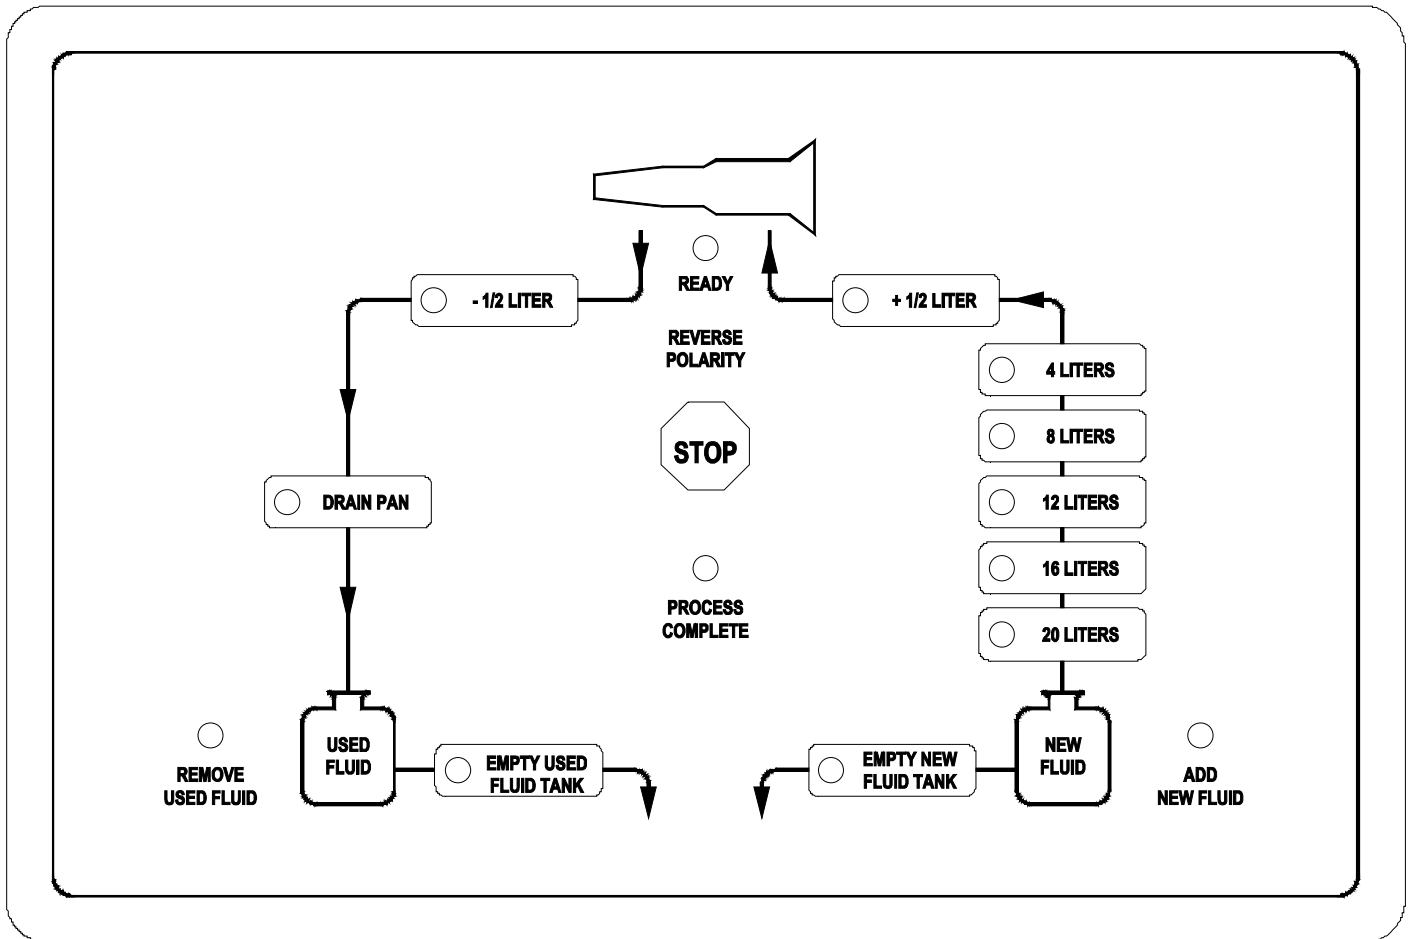 READY
- 1/2 LITER
+ 1/2 LITER
REVERSE
POLARITY
4 LITERS
8 LITERS
STOP
DRAIN PAN
12 LITERS
16 LITERS
PROCESS
COMPLETE
20 LITERS
USED
FLUID
NEW
FLUID
EMPTY USED
FLUID TANK
EMPTY NEW
FLUID TANK
REMOVE
USED FLUID
ADD
NEW FLUID